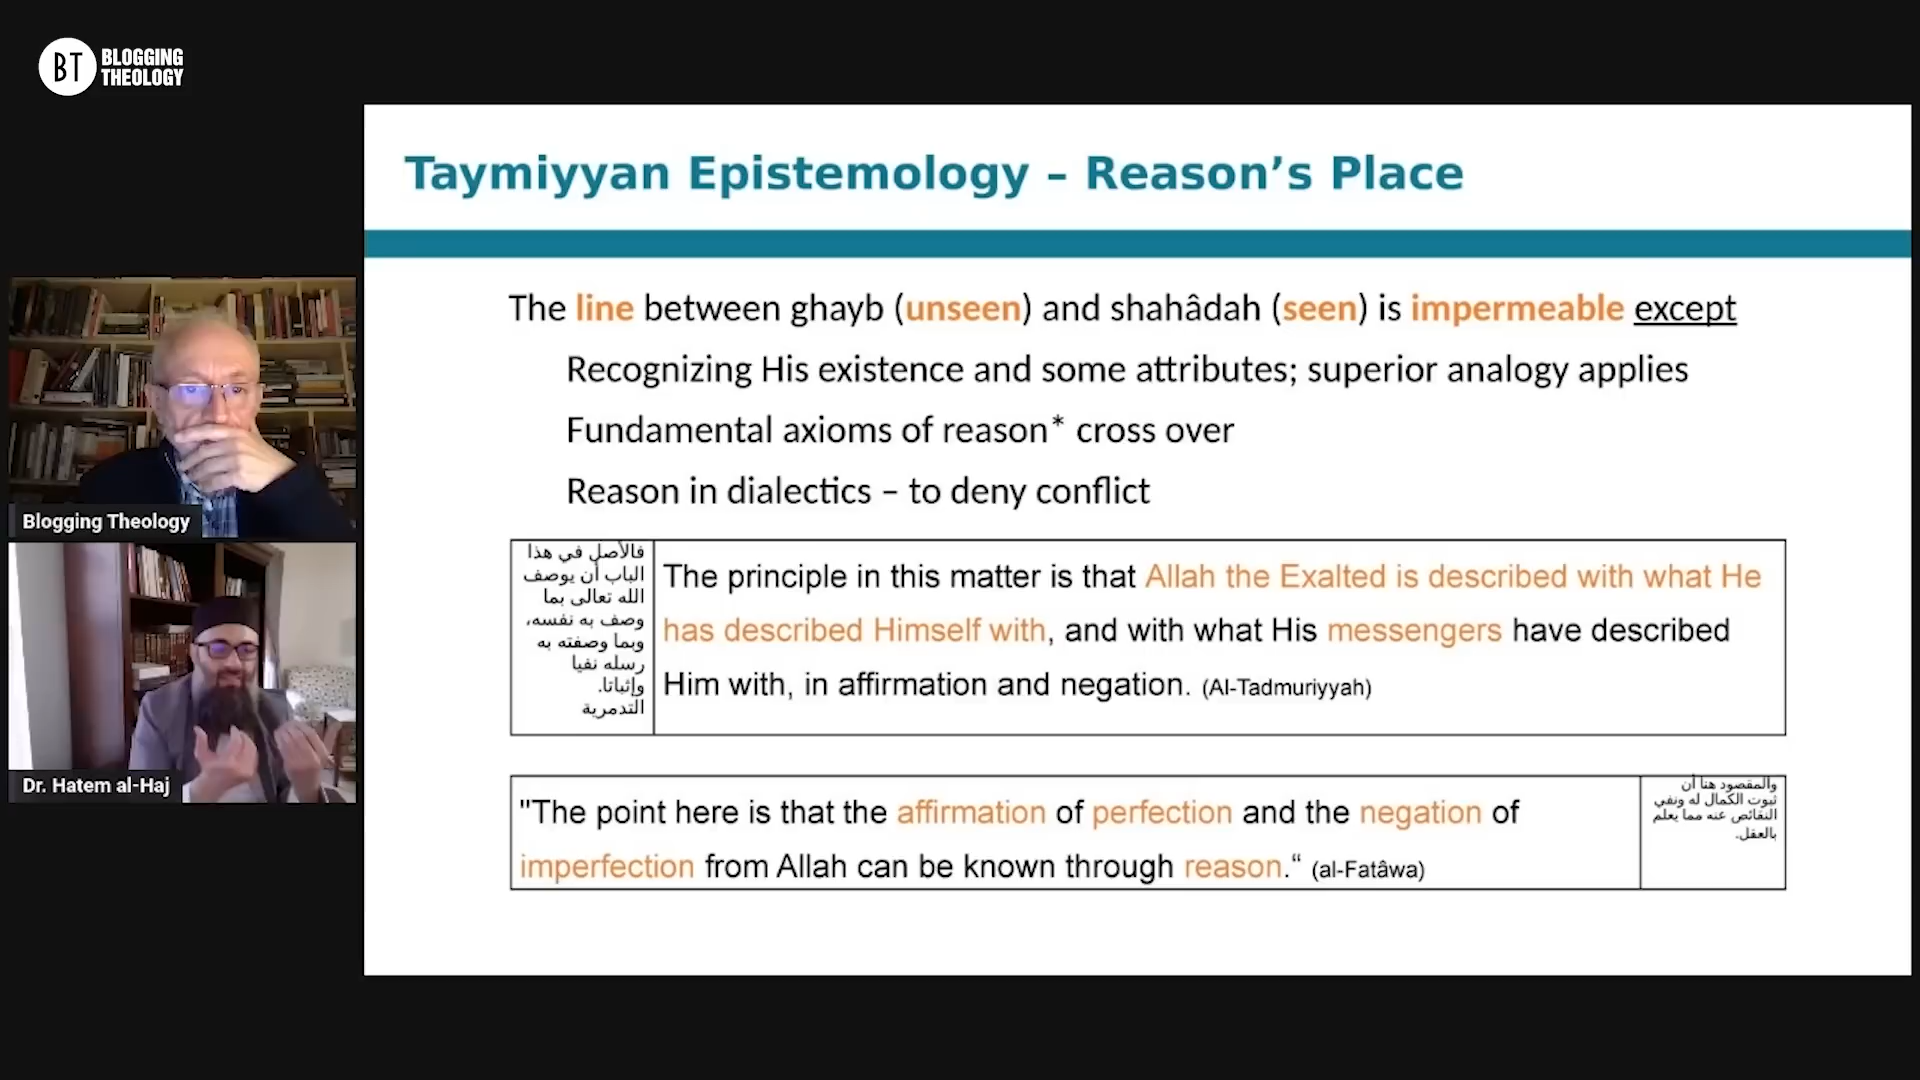 BT BLOGGING
THEOLOGY
Taymiyyan Epistemology – Reason’s Place
The line between ghayb (unseen) and shahâdah (seen) is impermeable except
Recognizing His existence and some attributes; superior analogy applies
Fundamental axioms of reason* cross over
Reason in dialectics – to deny conflict
فالأصل في هذا
الباب أن يوصف
الله تعالى بما
وصف به نفسه،
وبما وصفته به
رسله نفيا
وإثباتا.
التدمرية
The principle in this matter is that Allah the Exalted is described with what He
has described Himself with, and with what His messengers have described
Him with, in affirmation and negation. (Al-Tadmuriyyah)
"The point here is that the affirmation of perfection and the negation of
imperfection from Allah can be known through reason.“ (al-Fatâwa)
والمقصود هنا أن
ثبوت الكمال له ونفي
النقائص عنه مما يعلم
بالعقل.
Blogging Theology
Dr. Hatem al-Haj